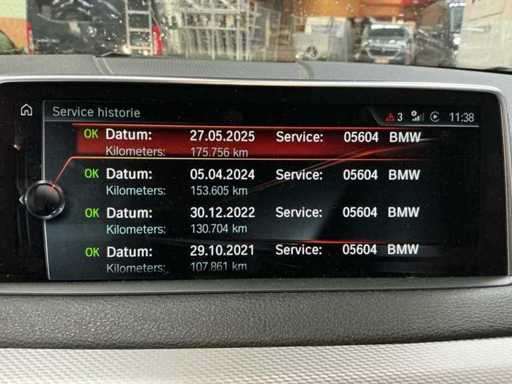 Service historie
3
11:38
OK Datum: 27.05.2025 Service: 05604 BMW
Kilometers: 175.756 km
OK Datum: 05.04.2024 Service: 05604 BMW
Kilometers: 153.605 km
OK Datum: 30.12.2022 Service: 05604 BMW
Kilometers: 130.704 km
OK Datum: 29.10.2021 Service: 05604 BMW
Kilometers: 107.861 km